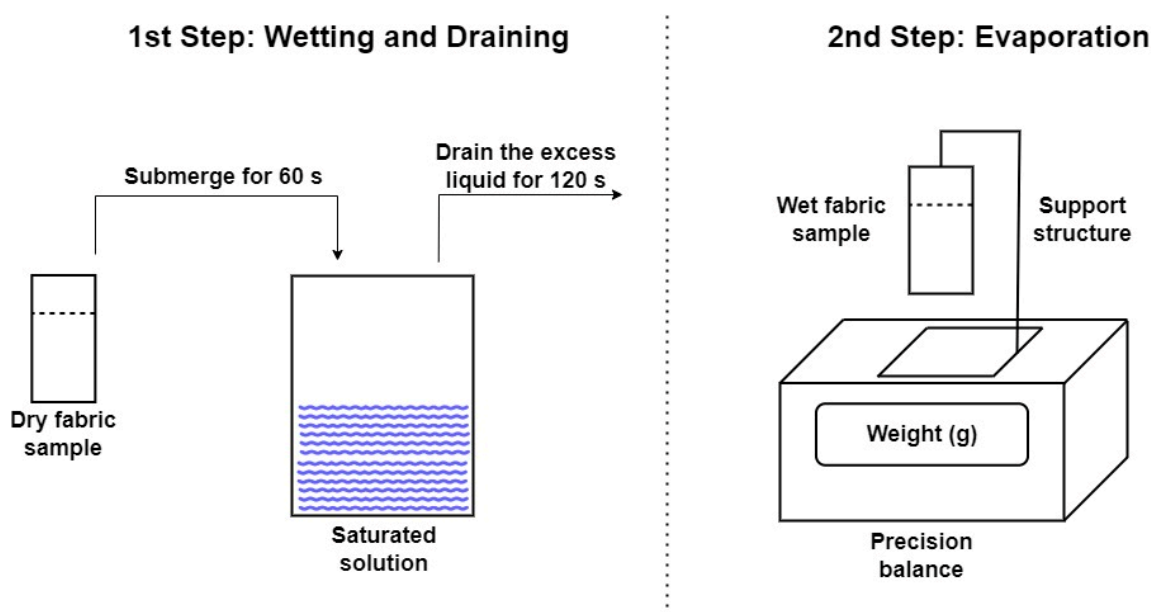 1st Step: Wetting and Draining
Submerge for 60 s
Drain the excess
liquid for 120 s
Dry fabric
sample
Saturated
solution
2nd Step: Evaporation
Wet fabric
sample
Support
structure
Weight (g)
Precision
balance